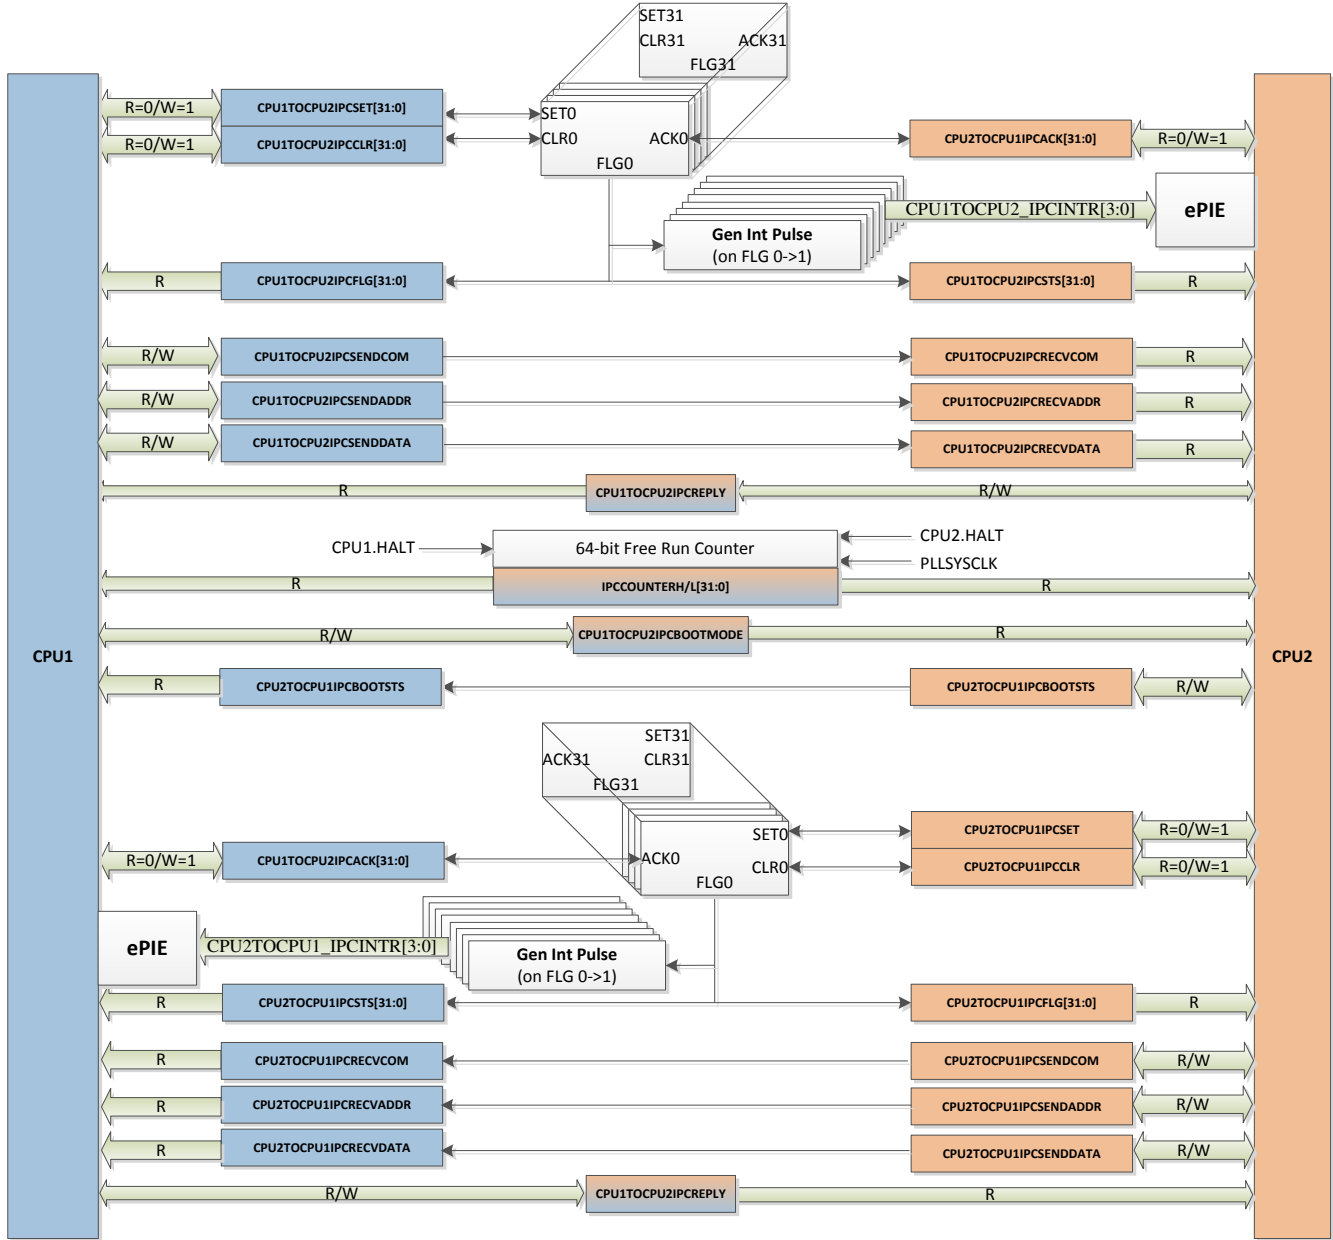 SET31
CLR31 ACK31
FLG31
R=0/W=1 CPU1TOCPU2IPCSET[31:0] SET0
R=0/W=1 CPU1TOCPU2IPCCLR[31:0] CLR0 ACK0 CPU2TOCPU1IPCACK[31:0] R=0/W=1
FLG0
CPU1TOCPU2_IPCINTR[3:0] ePIE
Gen Int Pulse
(on FLG 0->1)
R CPU1TOCPU2IPCFLG[31:0] CPU1TOCPU2IPCSTS[31:0] R
R/W CPU1TOCPU2IPCSENDCOM CPU1TOCPU2IPCRECVCOM R
R/W CPU1TOCPU2IPCSENDADDR CPU1TOCPU2IPCRECVADDR R
R/W CPU1TOCPU2IPCSENDDATA CPU1TOCPU2IPCRECVDATA R
R CPU1TOCPU2IPCREPLY R/W
CPU1.HALT 64-bit Free Run Counter CPU2.HALT
PLLSYSCLK
R IPCCOUNTERH/L[31:0] R
R/W CPU1TOCPU2IPCBOOTMODE R
CPU1 CPU2
R CPU2TOCPU1IPCBOOTSTS CPU2TOCPU1IPCBOOTSTS R/W
SET31
ACK31 CLR31
FLG31
SET0 CPU2TOCPU1IPCSET R=0/W=1
R=0/W=1 CPU1TOCPU2IPCACK[31:0] ACK0 CLR0 CPU2TOCPU1IPCCLR R=0/W=1
FLG0
ePIE CPU2TOCPU1_IPCINTR[3:0]
Gen Int Pulse
(on FLG 0->1)
R CPU2TOCPU1IPCSTS[31:0] CPU2TOCPU1IPCFLG[31:0] R
R CPU2TOCPU1IPCRECVCOM CPU2TOCPU1IPCSENDCOM R/W
R CPU2TOCPU1IPCRECVADDR CPU2TOCPU1IPCSENDADDR R/W
R CPU2TOCPU1IPCRECVDATA CPU2TOCPU1IPCSENDDATA R/W
R/W CPU1TOCPU2IPCREPLY R